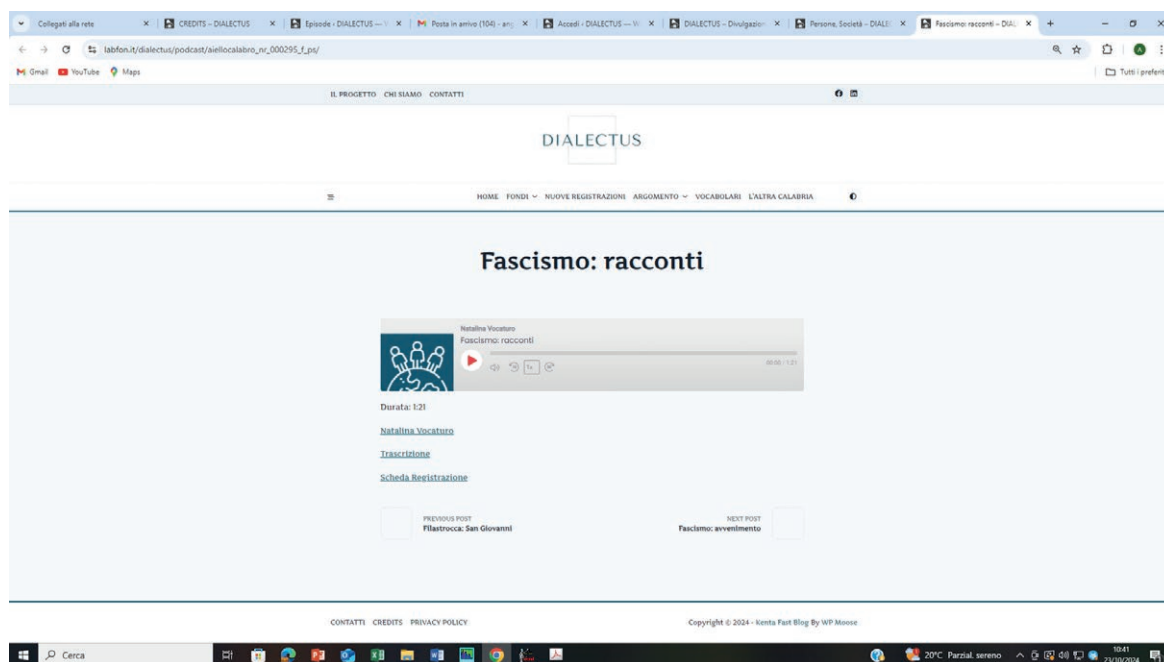 Collegati alla rete
CREDITS – DIALECTUS
Episode ‹ DIALECTUS —
Posta in arrivo (104) - an
Accedi ‹ DIALECTUS — W
DIALECTUS – Divulgazion
Persone, Società – DIALE
Fascismo: racconti – DIAL
labfon.it/dialectus/podcast/aiellocalabro_nr_000295_f_ps/
Gmail YouTube Maps
Tutti i preferit
IL PROGETTO CHI SIAMO CONTATTI
DIALECTUS
HOME FONDI NUOVE REGISTRAZIONI ARGOMENTO VOCABOLARI L'ALTRA CALABRIA
Fascismo: racconti
Natalina Vocaturo
Fascismo: racconti
1x
00:00 / 1:21
Durata: 1:21
Natalina Vocaturo
Trascrizione
Scheda Registrazione
PREVIOUS POST
Filastrocca: San Giovanni
NEXT POST
Fascismo: avvenimento
CONTATTI CREDITS PRIVACY POLICY
Copyright © 2024 - Kenta Fast Blog By WP Moose
Cerca
20°C Parzial. sereno
10:41
23/10/2024